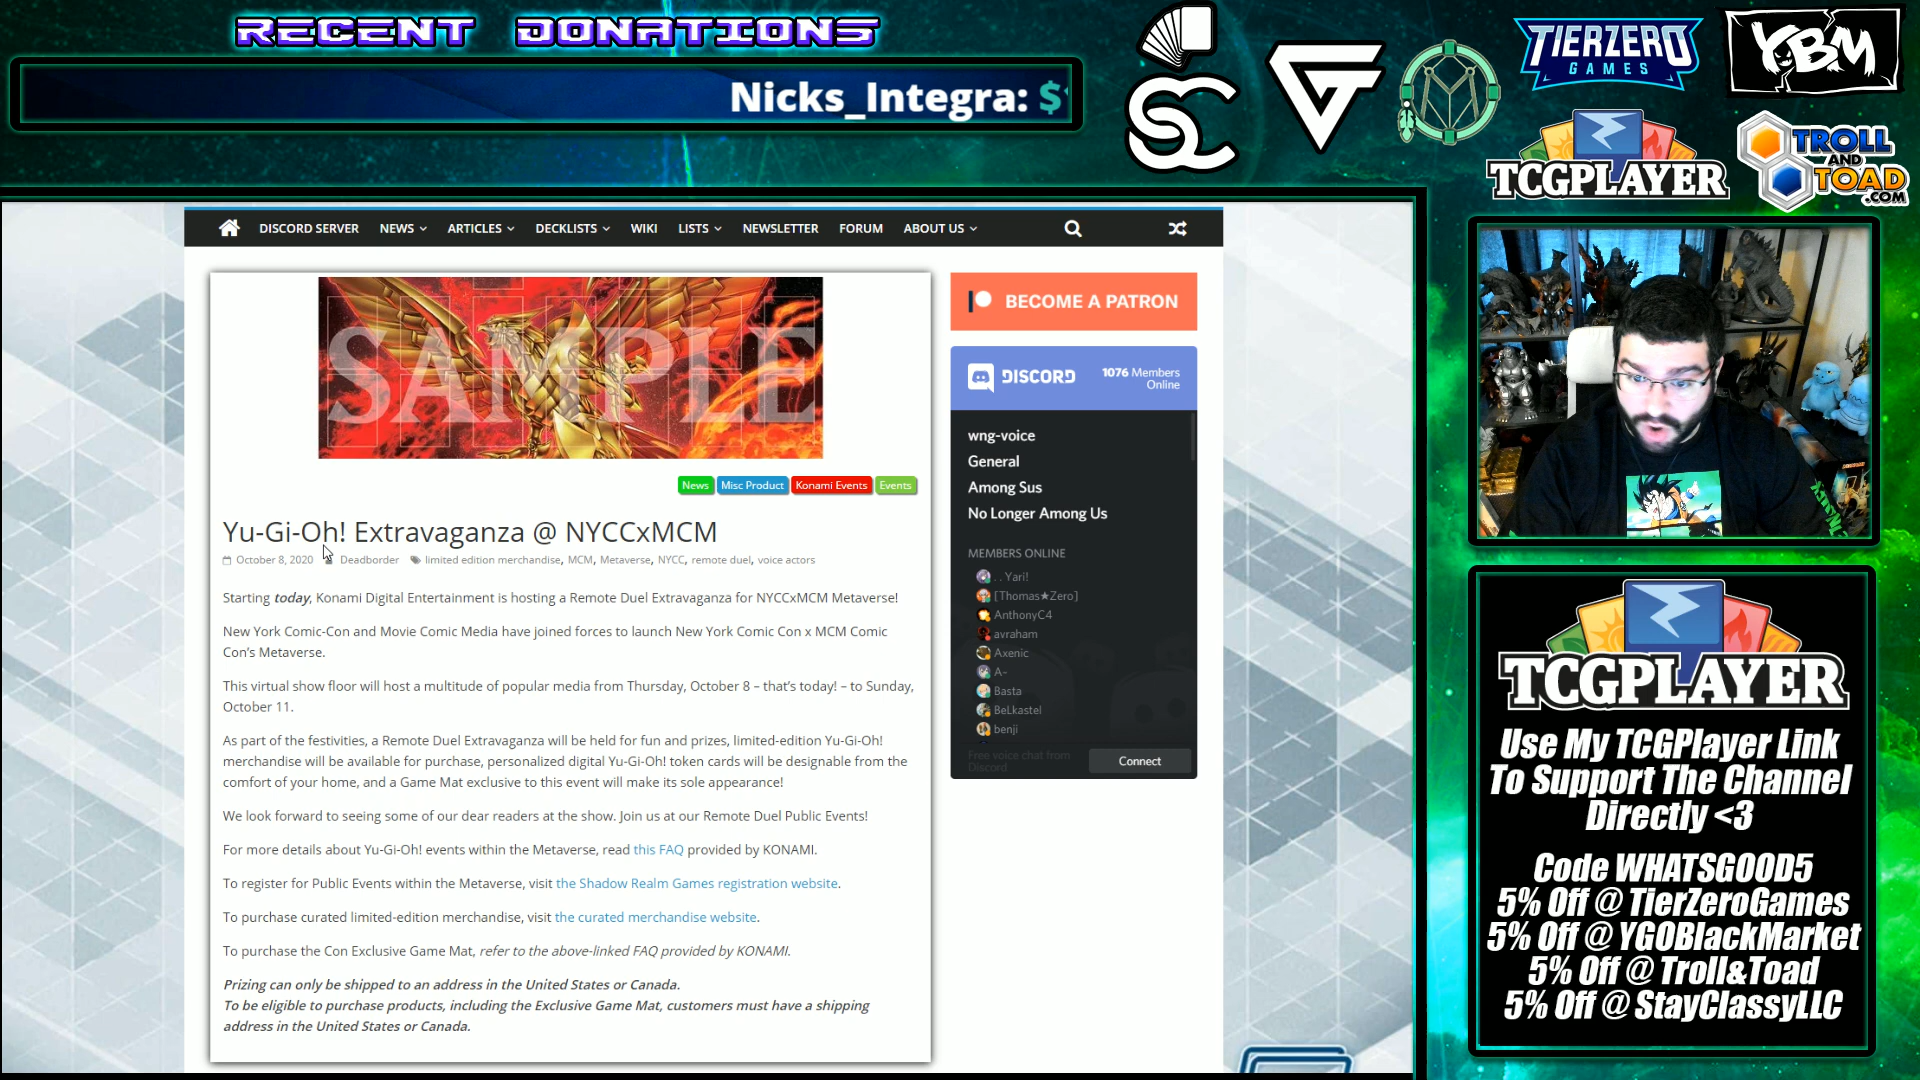 RECENT DONATIONS
Nicks_Integra: $
SC
TIERZERO
GAMES
YBM
TCGPLAYER
TROLL
AND
TOAD
.COM
DISCORD SERVER NEWS ARTICLES DECKLISTS WIKI LISTS NEWSLETTER FORUM ABOUT US
SAMPLE
BECOME A PATRON
DISCORD
1076 Members
Online
wng-voice
General
Among Sus
No Longer Among Us
MEMBERS ONLINE
. . Yari!
[Thomas★Zero]
AnthonyC4
avraham
Axenic
A-
Basta
BeLkastel
benji
Free voice chat from
Discord
Connect
News Misc Product Konami Events Events
Yu-Gi-Oh! Extravaganza @ NYCCxMCM
October 8, 2020 Deadborder limited edition merchandise, MCM, Metaverse, NYCC, remote duel, voice actors
Starting today, Konami Digital Entertainment is hosting a Remote Duel Extravaganza for NYCCxMCM Metaverse!
New York Comic-Con and Movie Comic Media have joined forces to launch New York Comic Con x MCM Comic
Con's Metaverse.
This virtual show floor will host a multitude of popular media from Thursday, October 8 – that's today! – to Sunday,
October 11.
As part of the festivities, a Remote Duel Extravaganza will be held for fun and prizes, limited-edition Yu-Gi-Oh!
merchandise will be available for purchase, personalized digital Yu-Gi-Oh! token cards will be designable from the
comfort of your home, and a Game Mat exclusive to this event will make its sole appearance!
We look forward to seeing some of our dear readers at the show. Join us at our Remote Duel Public Events!
For more details about Yu-Gi-Oh! events within the Metaverse, read this FAQ provided by KONAMI.
To register for Public Events within the Metaverse, visit the Shadow Realm Games registration website.
To purchase curated limited-edition merchandise, visit the curated merchandise website.
To purchase the Con Exclusive Game Mat, refer to the above-linked FAQ provided by KONAMI.
Prizing can only be shipped to an address in the United States or Canada.
To be eligible to purchase products, including the Exclusive Game Mat, customers must have a shipping
address in the United States or Canada.
TCGPLAYER
Use My TCGPlayer Link
To Support The Channel
Directly <3
Code WHATSGOOD5
5% Off @ TierZeroGames
5% Off @ YGOBlackMarket
5% Off @ Troll&Toad
5% Off @ StayClassyLLC